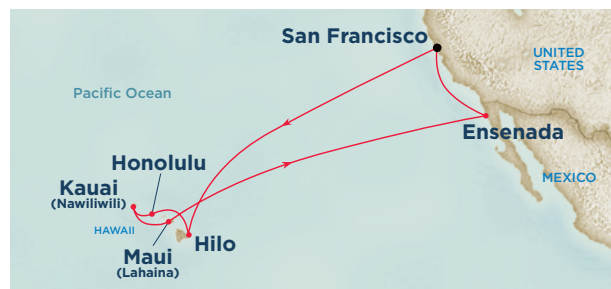 San Francisco
UNITED
STATES
Pacific Ocean
Ensenada
Honolulu
Kauai
(Nawiliwili)
MEXICO
HAWAII
Hilo
Maui
(Lahaina)